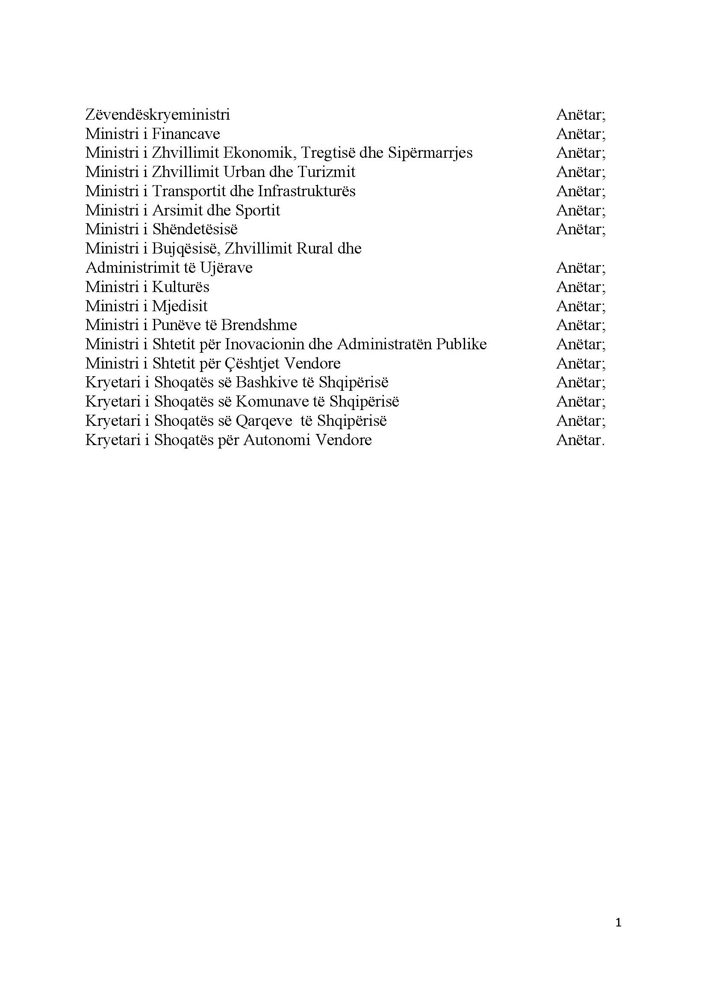 Zëvendëskryeministri Anëtar;
Ministri i Financave Anëtar;
Ministri i Zhvillimit Ekonomik, Tregtisë dhe Sipërmarrjes Anëtar;
Ministri i Zhvillimit Urban dhe Turizmit Anëtar;
Ministri i Transportit dhe Infrastrukturës Anëtar;
Ministri i Arsimit dhe Sportit Anëtar;
Ministri i Shëndetësisë Anëtar;
Ministri i Bujqësisë, Zhvillimit Rural dhe
Administrimit të Ujërave Anëtar;
Ministri i Kulturës Anëtar;
Ministri i Mjedisit Anëtar;
Ministri i Punëve të Brendshme Anëtar;
Ministri i Shtetit për Inovacionin dhe Administratën Publike Anëtar;
Ministri i Shtetit për Çështjet Vendore Anëtar;
Kryetari i Shoqatës së Bashkive të Shqipërisë Anëtar;
Kryetari i Shoqatës së Komunave të Shqipërisë Anëtar;
Kryetari i Shoqatës së Qarqeve  të Shqipërisë Anëtar;
Kryetari i Shoqatës për Autonomi Vendore Anëtar.
1